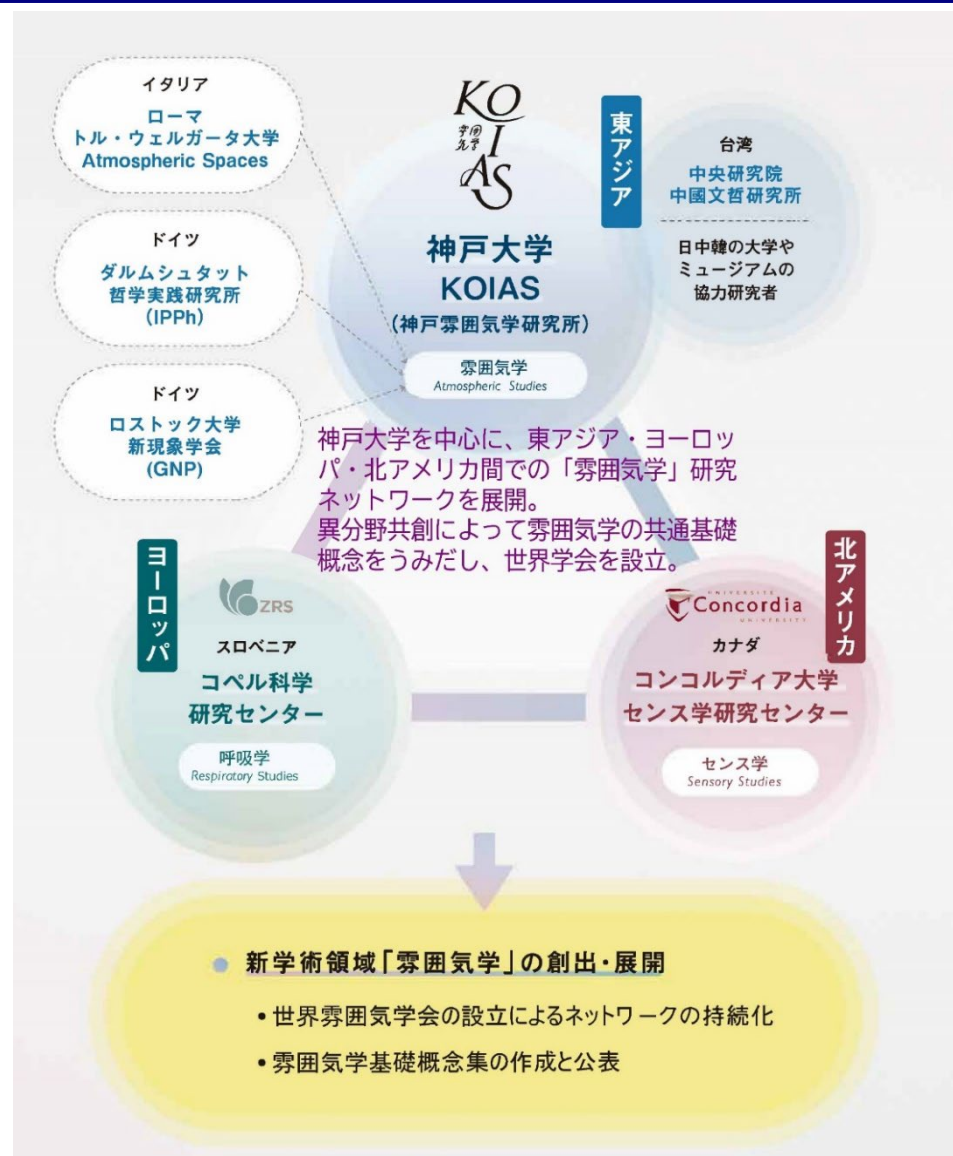 イタリア
ローマ
トル・ウェルガータ大学
Atmospheric Spaces
ドイツ
ダルムシュタット
哲学実践研究所
(IPPh)
ドイツ
ロストック大学
新現象学会
(GNP)
KOIAS
雰囲気学
神戸大学
KOIAS
(神戸雰囲気学研究所)
雰囲気学
Atmospheric Studies
東アジア
台湾
中央研究院
中國文哲研究所
日中韓の大学や
ミュージアムの
協力研究者
神戸大学を中心に、東アジア・ヨーロッ
パ・北アメリカ間での「雰囲気学」研究
ネットワークを展開。
異分野共創によって雰囲気学の共通基礎
概念をうみだし、世界学会を設立。
ヨーロッパ
ZRS
スロベニア
コペル科学
研究センター
呼吸学
Respiratory Studies
北アメリカ
UNIVERSITÉ
Concordia
UNIVERSITY
カナダ
コンコルディア大学
センス学研究センター
センス学
Sensory Studies
● 新学術領域「雰囲気学」の創出・展開
• 世界雰囲気学会の設立によるネットワークの持続化
• 雰囲気学基礎概念集の作成と公表